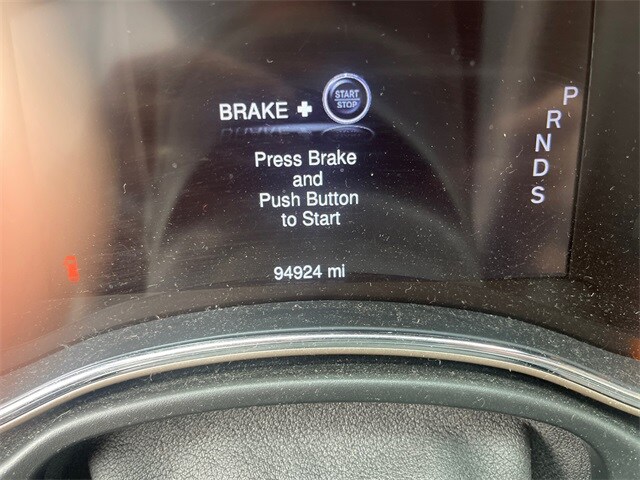 BRAKE + START STOP
Press Brake
and
Push Button
to Start
94924 mi
P
R
N
D
S